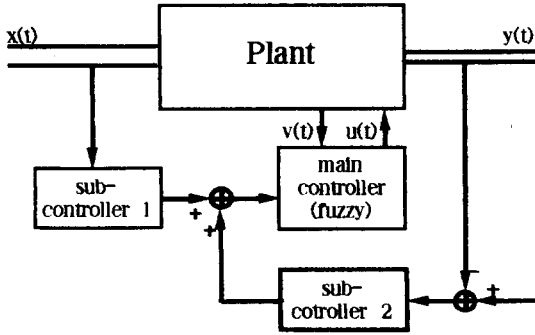 x(t)
y(t)
Plant
v(t) u(t)
sub-
controller 1
main
controller
(fuzzy)
+
+
sub-
cotroller 2
-
+